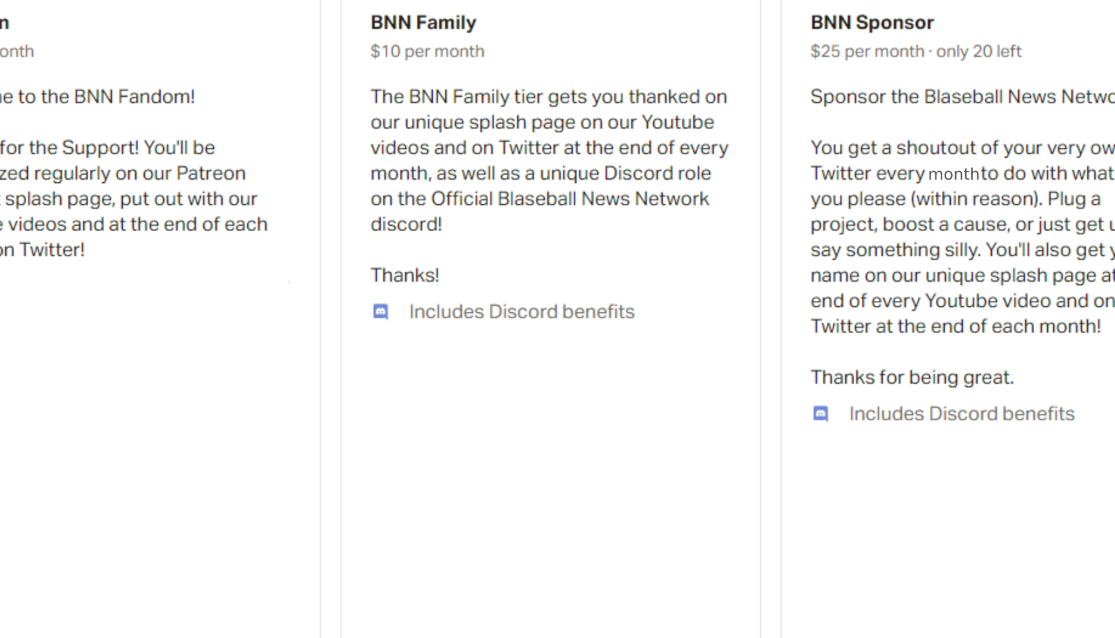 onth
to the BNN Fandom!
for the Support! You'll be
regularly on our Patreon
splash page, put out with our
videos and at the end of each
on Twitter!
BNN Family
$10 per month
The BNN Family tier gets you thanked on
our unique splash page on our Youtube
videos and on Twitter at the end of every
month, as well as a unique Discord role
on the Official Blaseball News Network
discord!
Thanks!
Includes Discord benefits
BNN Sponsor
$25 per month · only 20 left
Sponsor the Blaseball News
You get a shoutout of your very
Twitter every month to do with
you please (within reason). Plug a
project, boost a cause, or just get
say something silly. You'll also get
name on our unique splash page
end of every Youtube video and on
Twitter at the end of each month!
Thanks for being great.
Includes Discord benefits